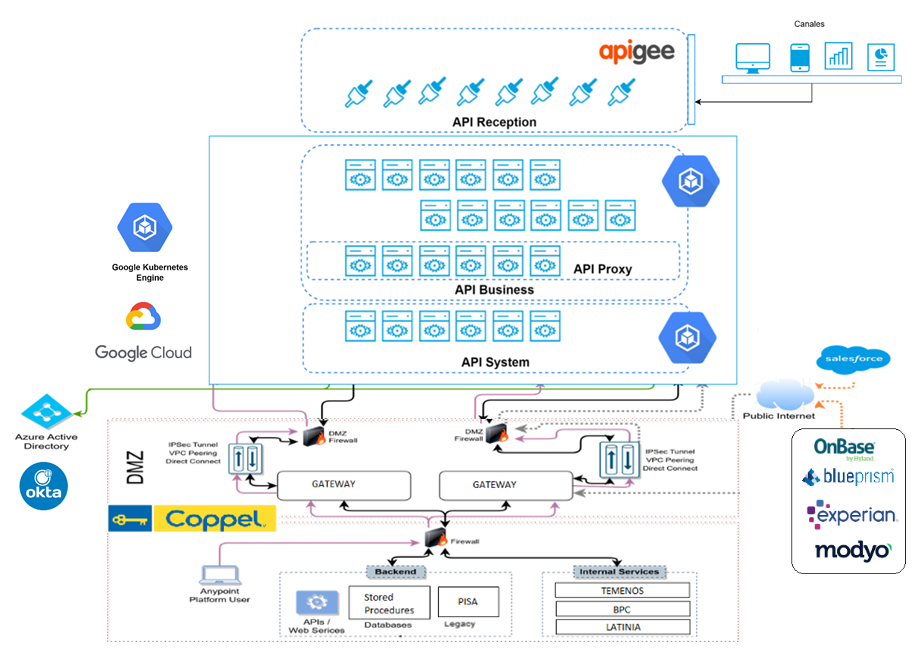 Canales
apigee
API Reception
API Proxy
API Business
API System
Google Kubernetes
Engine
Google Cloud
salesforce
Public Internet
Azure Active
Directory
okta
OnBase®
by Hyland
blueprism
experian.
modyo
DMZ
IPSec Tunnel
VPC Peering
Direct Connect
DMZ
Firewall
DMZ
Firewall
IPSec Tunnel
VPC Peering
Direct Connect
GATEWAY
GATEWAY
Coppel.
Firewall
Anypoint
Platform User
Backend
APIs /
Web Serices
Stored
Procedures
Databases
PISA
Legacy
Internal Services
TEMENOS
BPC
LATINIA